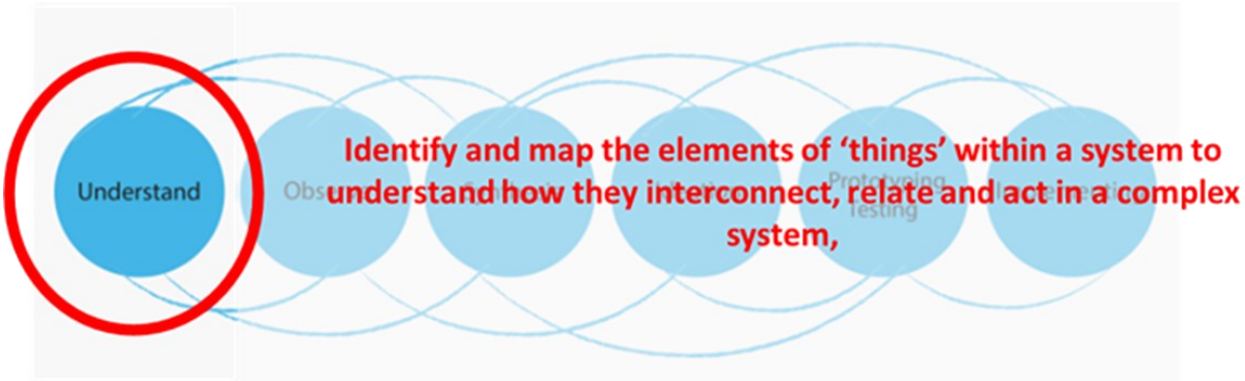 Understand
Identify and map the elements of ‘things’ within a system to
understand how they interconnect, relate and act in a complex
system,
Prototyping
Testing